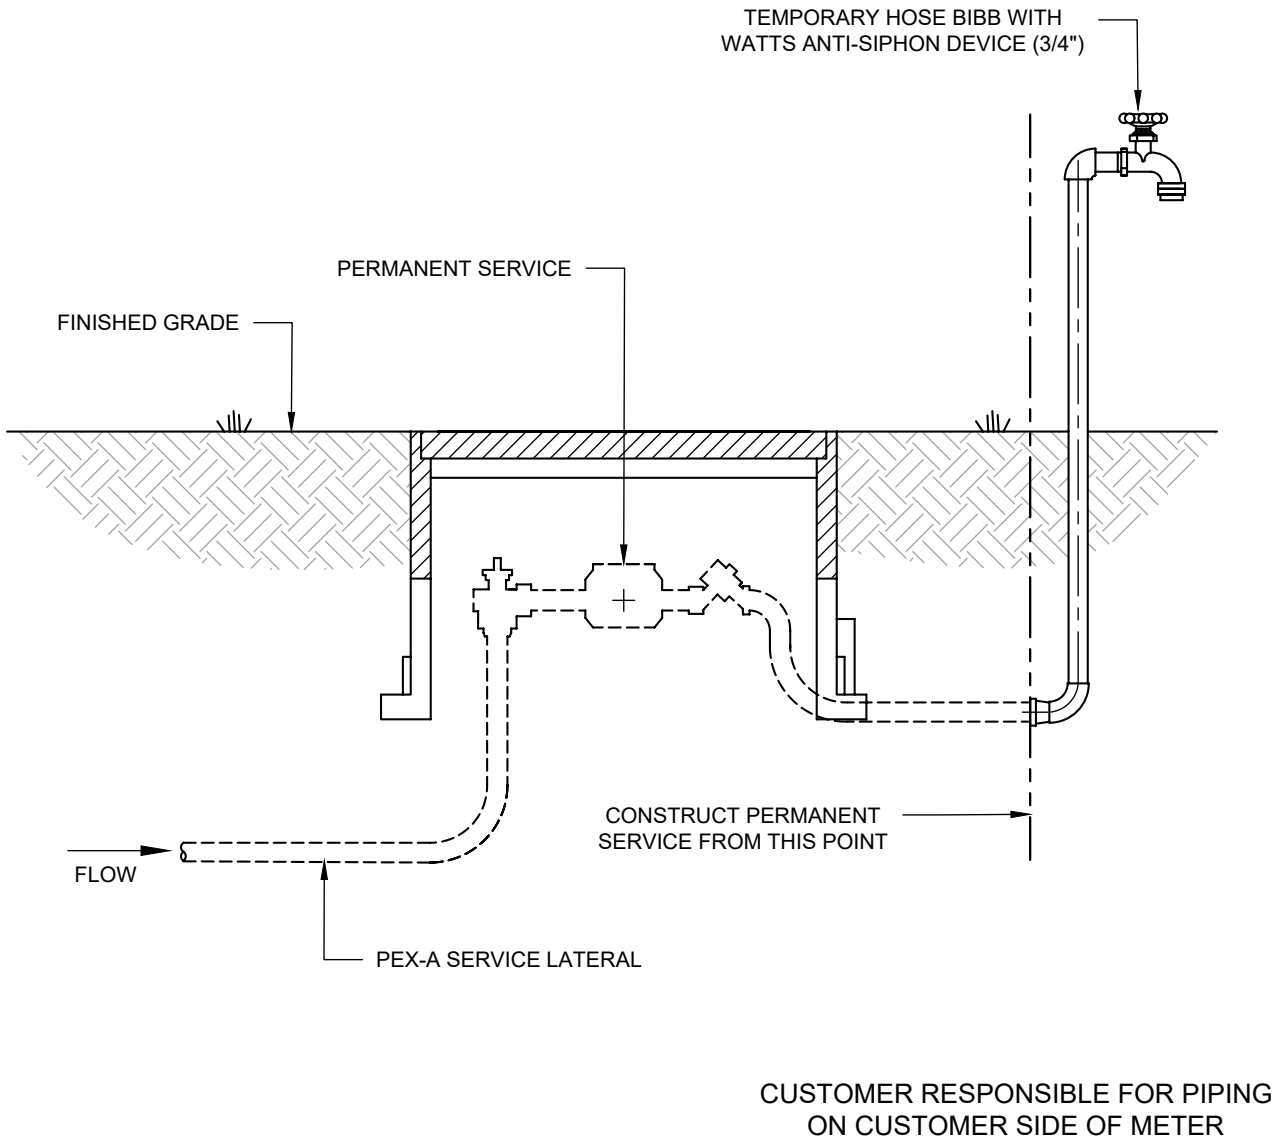 TEMPORARY HOSE BIBB WITH
WATTS ANTI-SIPHON DEVICE (3/4")
PERMANENT SERVICE
FINISHED GRADE
CONSTRUCT PERMANENT
SERVICE FROM THIS POINT
FLOW
PEX-A SERVICE LATERAL
CUSTOMER RESPONSIBLE FOR PIPING
ON CUSTOMER SIDE OF METER